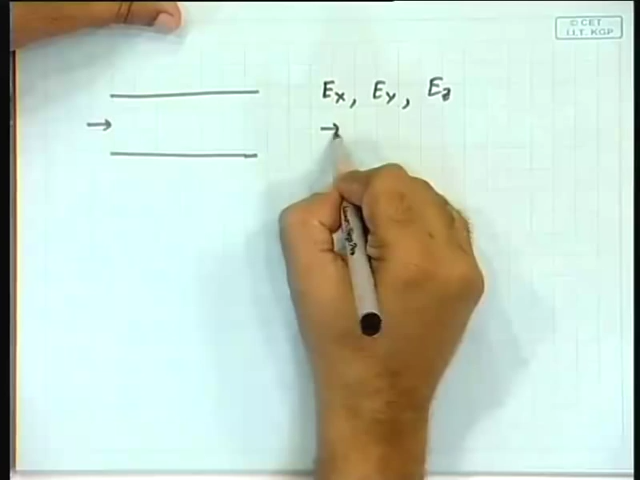 © CET
I.I.T. KGP
Ex, Ey, Ez
→
→